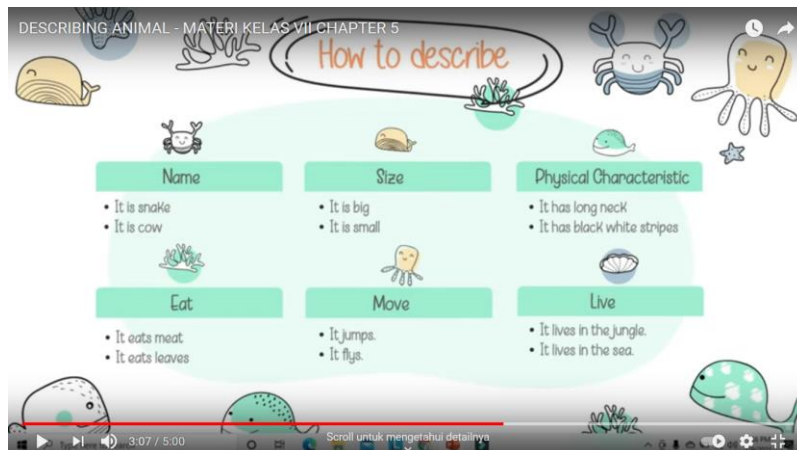 DESCRIBING ANIMAL - MATERI KELAS VII CHAPTER 5
How to describe
Name
• It is snake
• It is cow
Size
• It is big
• It is small
Physical Characteristic
• It has long neck
• It has black white stripes
Eat
• It eats meat
• It eats leaves
Move
• It jumps.
• It flys.
Live
• It lives in the jungle.
• It lives in the sea.
3:07 / 5:00
Scroll untuk mengetahui detailnya